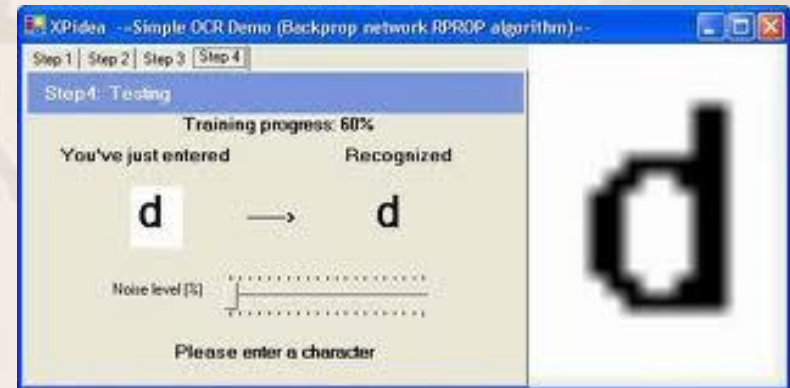 XPidea --Simple OCR Demo (Backprop network RPROP algorithm)--
Step 1 Step 2 Step 3 Step 4
Step4: Testing
Training progress: 60%
You've just entered Recognized
d ---> d
Noise level [%]
Please enter a character
d